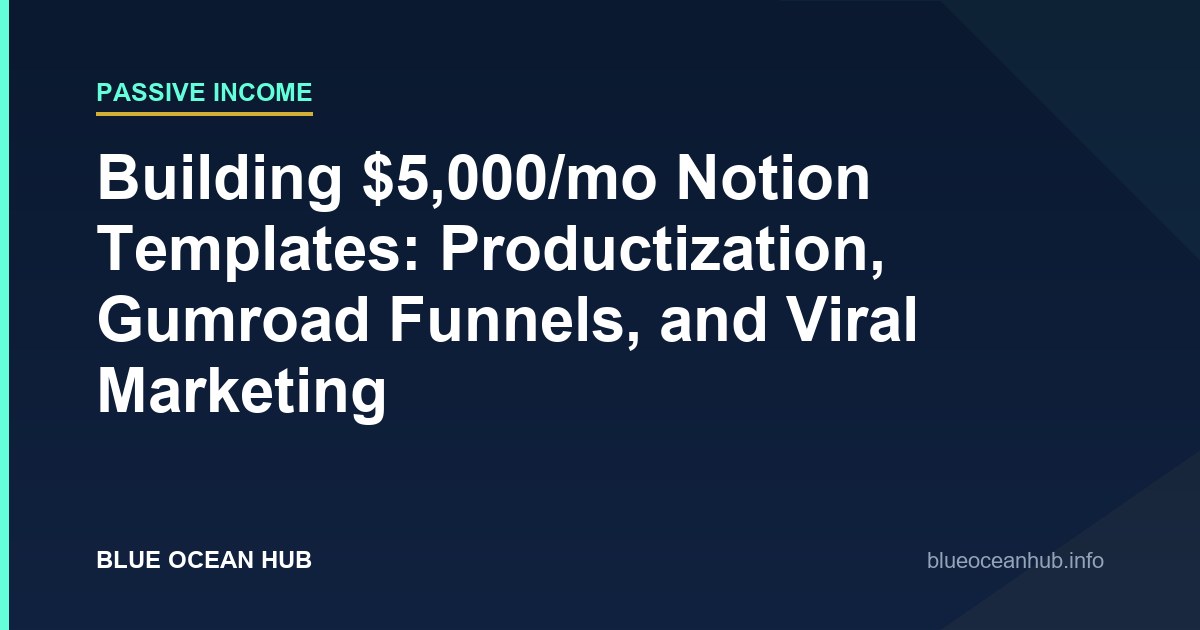 PASSIVE INCOME
Building $5,000/mo Notion
Templates: Productization,
Gumroad Funnels, and Viral
Marketing
BLUE OCEAN HUB
blueoceanhub.info